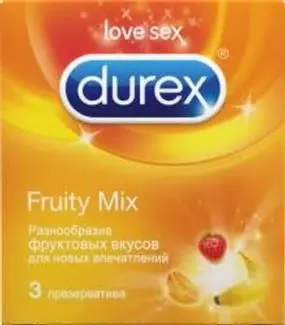 love sex
durex®
Fruity Mix
Разнообразие
фруктовых вкусов
для новых впечатлений
3 презерватива